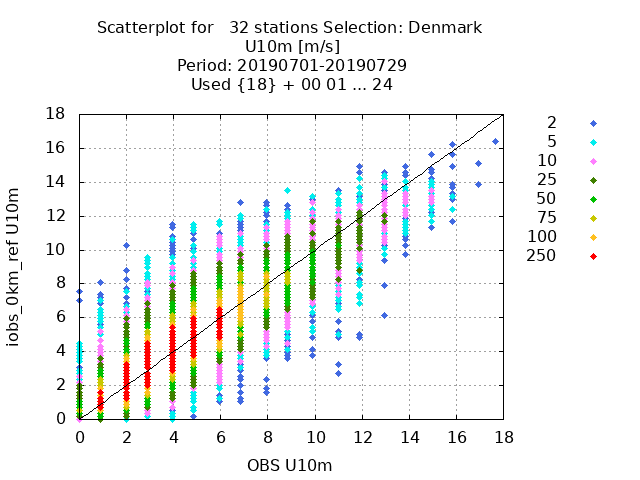 Scatterplot for   32 stations Selection: Denmark
U10m [m/s]
Period: 20190701-20190729
Used {18} + 00 01 ... 24
18
16
14
12
10
8
6
4
2
0
iobs_0km_ref U10m
0 2 4 6 8 10 12 14 16 18
OBS U10m
2
5
10
25
50
75
100
250